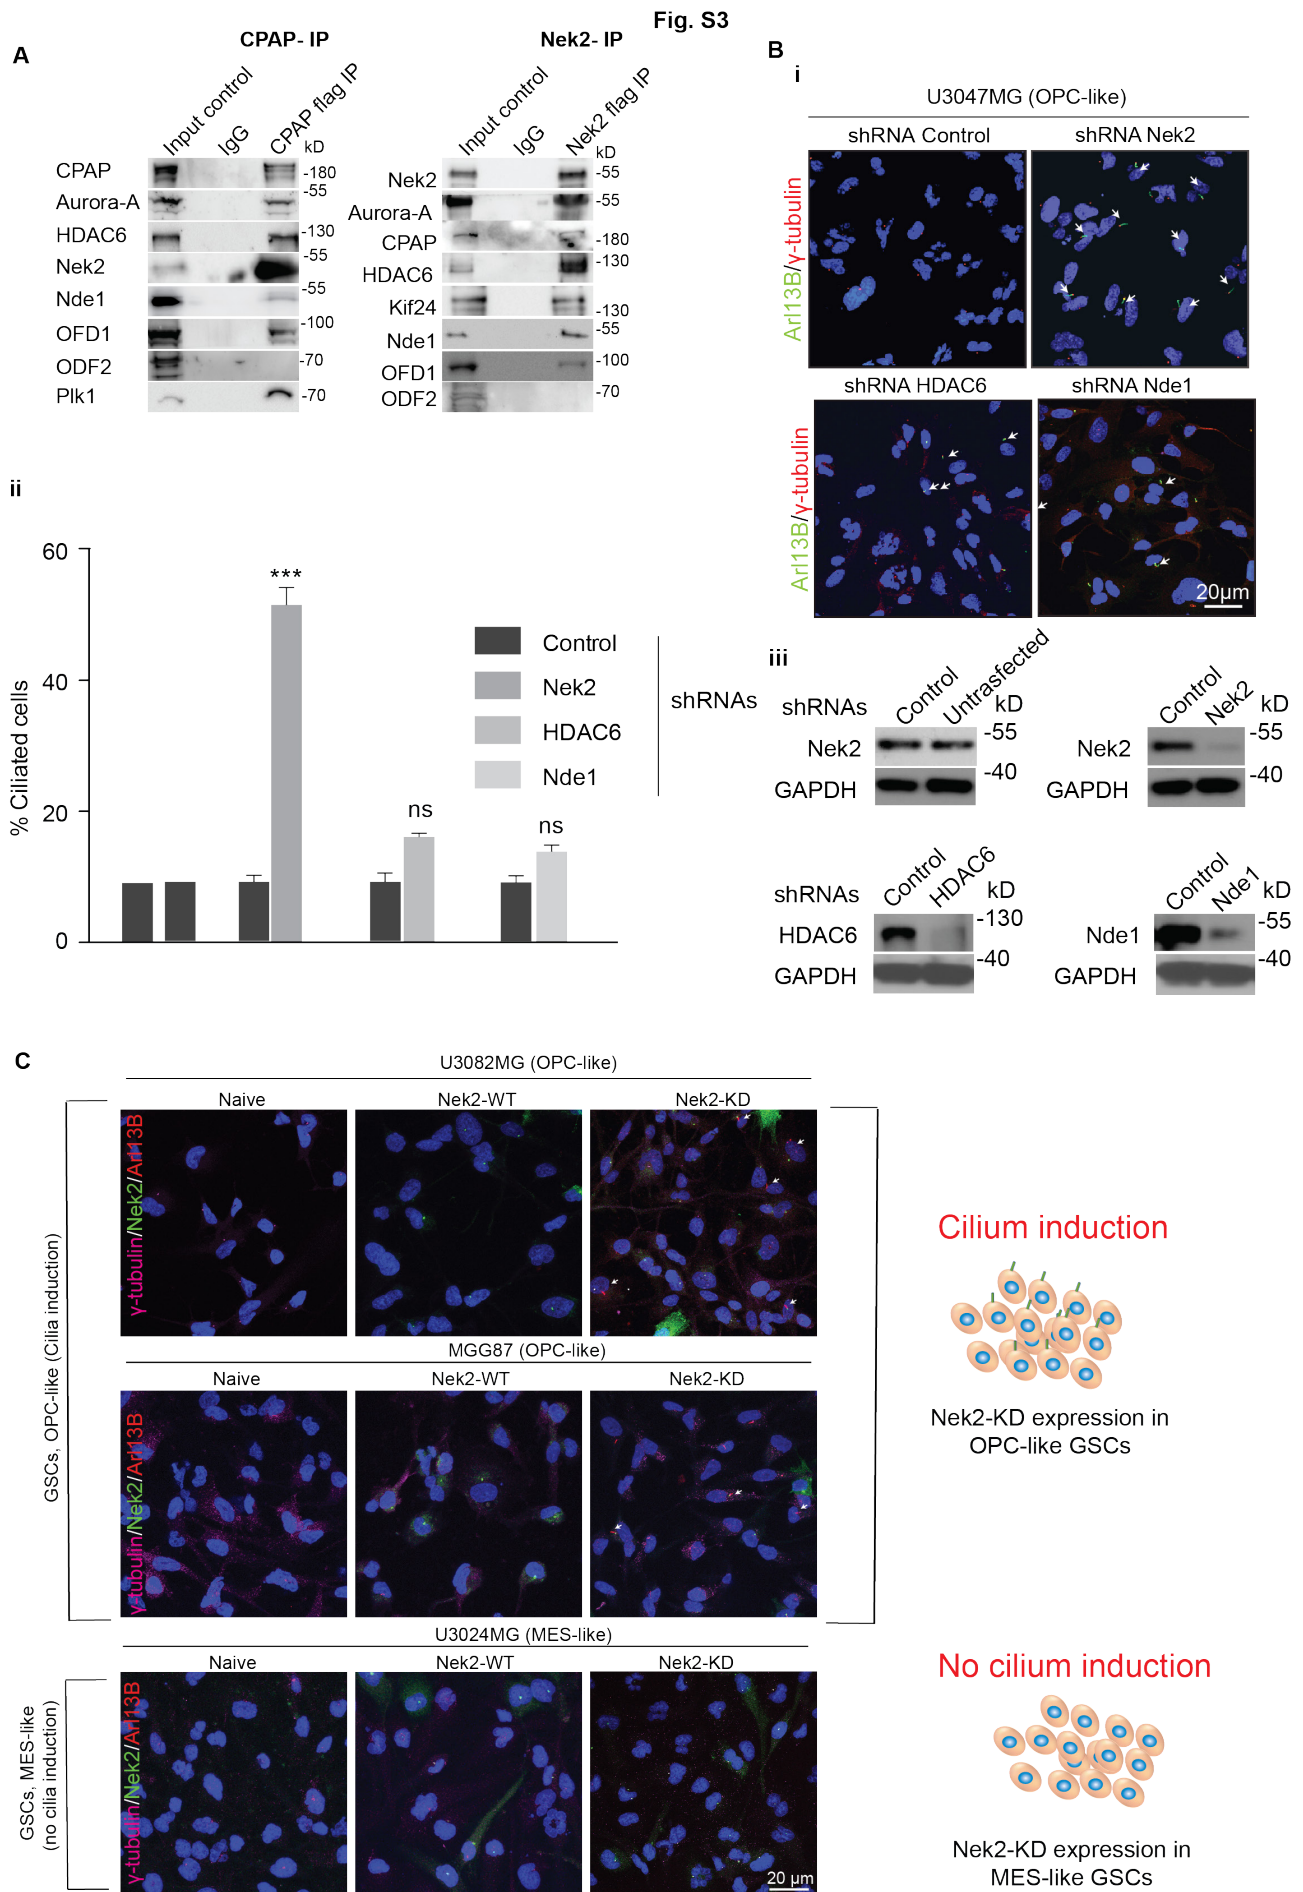 Fig. S3
A
CPAP- IP
Input control
IgG
CPAP flag IP
kD
CPAP
-180
-55
Aurora-A
HDAC6
-130
Nek2
-55
Nde1
-55
OFD1
-100
ODF2
-70
Plk1
-70
Nek2- IP
Input control
IgG
Nek2 flag IP
kD
Nek2
-55
Aurora-A
-55
CPAP
-180
HDAC6
-130
Kif24
-130
Nde1
-55
OFD1
-100
ODF2
-70
B
i
U3047MG (OPC-like)
shRNA Control
shRNA Nek2
Arl13B/γ-tubulin
shRNA HDAC6
shRNA Nde1
Arl13B/γ-tubulin
20μm
ii
% Ciliated cells
60
40
20
0
***
ns
ns
Control
Nek2
HDAC6
Nde1
shRNAs
iii
shRNAs
Control
Untrasfected
kD
Nek2
-55
GAPDH
-40
Control
Nek2
kD
Nek2
-55
GAPDH
-40
shRNAs
Control
HDAC6
kD
HDAC6
-130
GAPDH
-40
Control
Nde1
kD
Nde1
-55
GAPDH
-40
C
U3082MG (OPC-like)
Naive
Nek2-WT
Nek2-KD
γ-tubulin/Nek2/Arl13B
GSCs, OPC-like (Cilia induction)
MGG87 (OPC-like)
Naive
Nek2-WT
Nek2-KD
γ-tubulin/Nek2/Arl13B
Cilium induction
Nek2-KD expression in
OPC-like GSCs
U3024MG (MES-like)
Naive
Nek2-WT
Nek2-KD
γ-tubulin/Nek2/Arl13B
GSCs, MES-like
(no cilia induction)
20 μm
No cilium induction
Nek2-KD expression in
MES-like GSCs